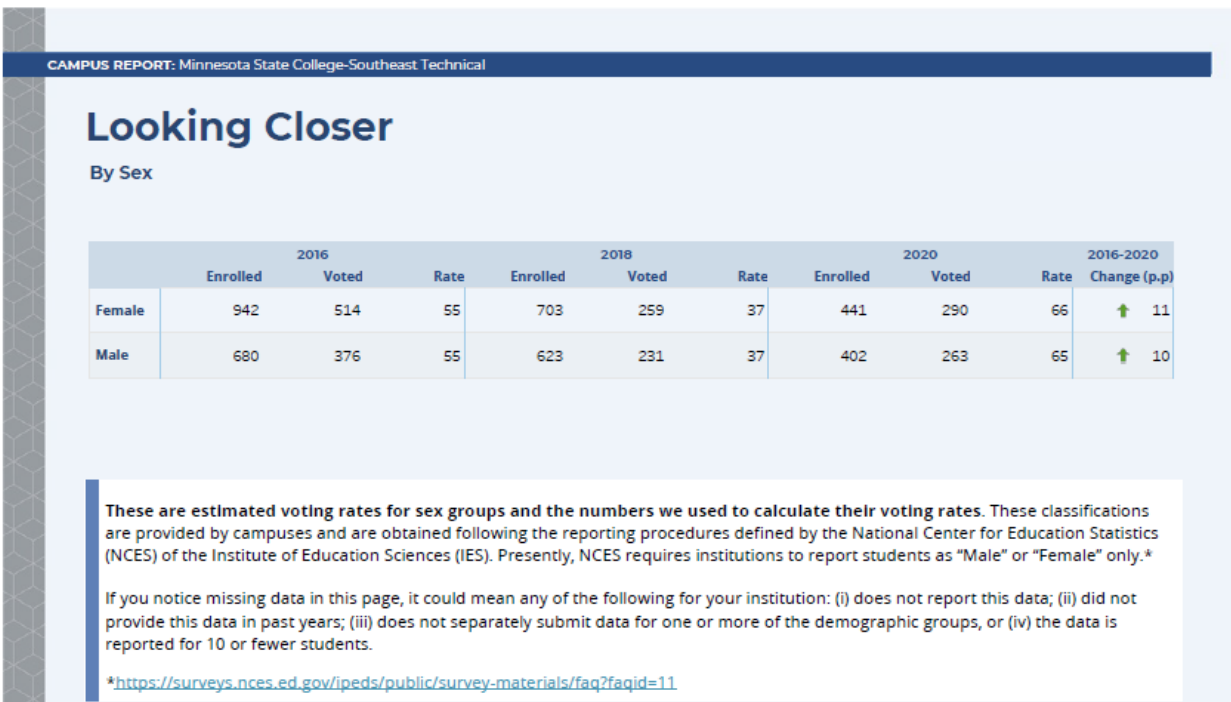 CAMPUS REPORT: Minnesota State College-Southeast Technical
Looking Closer
By Sex
2016 2018 2020 2016-2020
Enrolled Voted Rate Enrolled Voted Rate Enrolled Voted Rate Change (p.p)
Female 942 514 55 703 259 37 441 290 66 11
Male 680 376 55 623 231 37 402 263 65 10
These are estimated voting rates for sex groups and the numbers we used to calculate their voting rates. These classifications
are provided by campuses and are obtained following the reporting procedures defined by the National Center for Education Statistics
(NCES) of the Institute of Education Sciences (IES). Presently, NCES requires institutions to report students as “Male” or “Female” only.*
If you notice missing data in this page, it could mean any of the following for your institution: (i) does not report this data; (ii) did not
provide this data in past years; (iii) does not separately submit data for one or more of the demographic groups, or (iv) the data is
reported for 10 or fewer students.
*https://surveys.nces.ed.gov/ipeds/public/survey-materials/faq?faqid=11